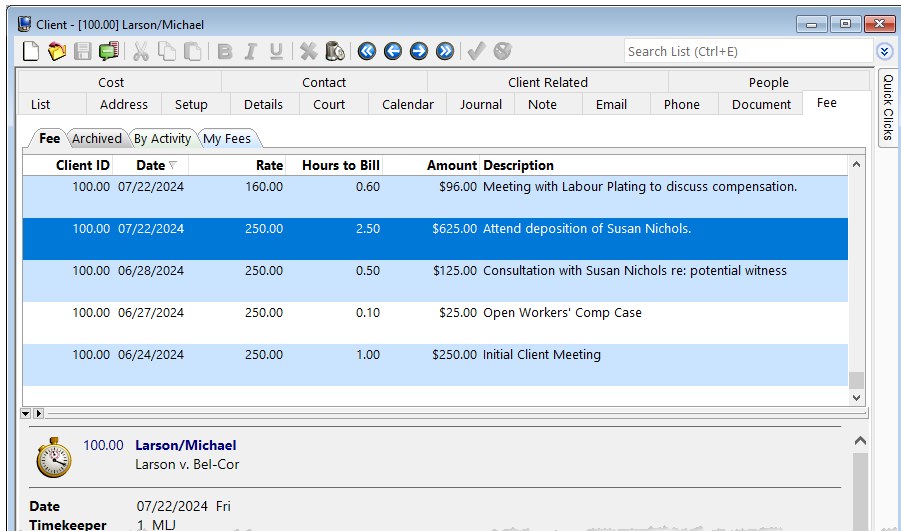 Client - [100.00] Larson/Michael
B I U Search List (Ctrl+E)
Cost Contact Client Related People
List Address Setup Details Court Calendar Journal Note Email Phone Document Fee
Quick Clicks
Fee Archived By Activity My Fees
Client ID Date Rate Hours to Bill Amount Description
100.00 07/22/2024 160.00 0.60 $96.00 Meeting with Labour Plating to discuss compensation.
100.00 07/22/2024 250.00 2.50 $625.00 Attend deposition of Susan Nichols.
100.00 06/28/2024 250.00 0.50 $125.00 Consultation with Susan Nichols re: potential witness
100.00 06/27/2024 250.00 0.10 $25.00 Open Workers' Comp Case
100.00 06/24/2024 250.00 1.00 $250.00 Initial Client Meeting
100.00 Larson/Michael
Larson v. Bel-Cor
Date 07/22/2024 Fri
Timekeeper 1 MLJ